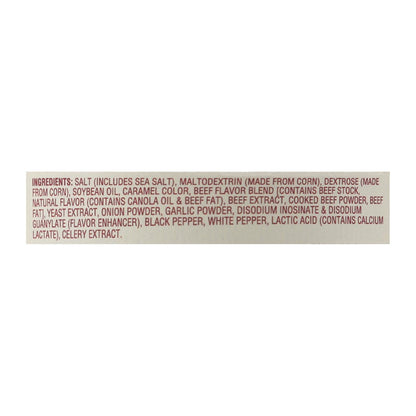 INGREDIENTS: SALT (INCLUDES SEA SALT), MALTODEXTRIN (MADE FROM CORN), DEXTROSE (MADE
FROM CORN), SOYBEAN OIL, CARAMEL COLOR, BEEF FLAVOR BLEND [CONTAINS BEEF STOCK,
NATURAL FLAVOR (CONTAINS CANOLA OIL & BEEF FAT), BEEF EXTRACT, COOKED BEEF POWDER, BEEF
FAT], YEAST EXTRACT, ONION POWDER, GARLIC POWDER, DISODIUM INOSINATE & DISODIUM
GUANYLATE (FLAVOR ENHANCER), BLACK PEPPER, WHITE PEPPER, LACTIC ACID (CONTAINS CALCIUM
LACTATE), CELERY EXTRACT.